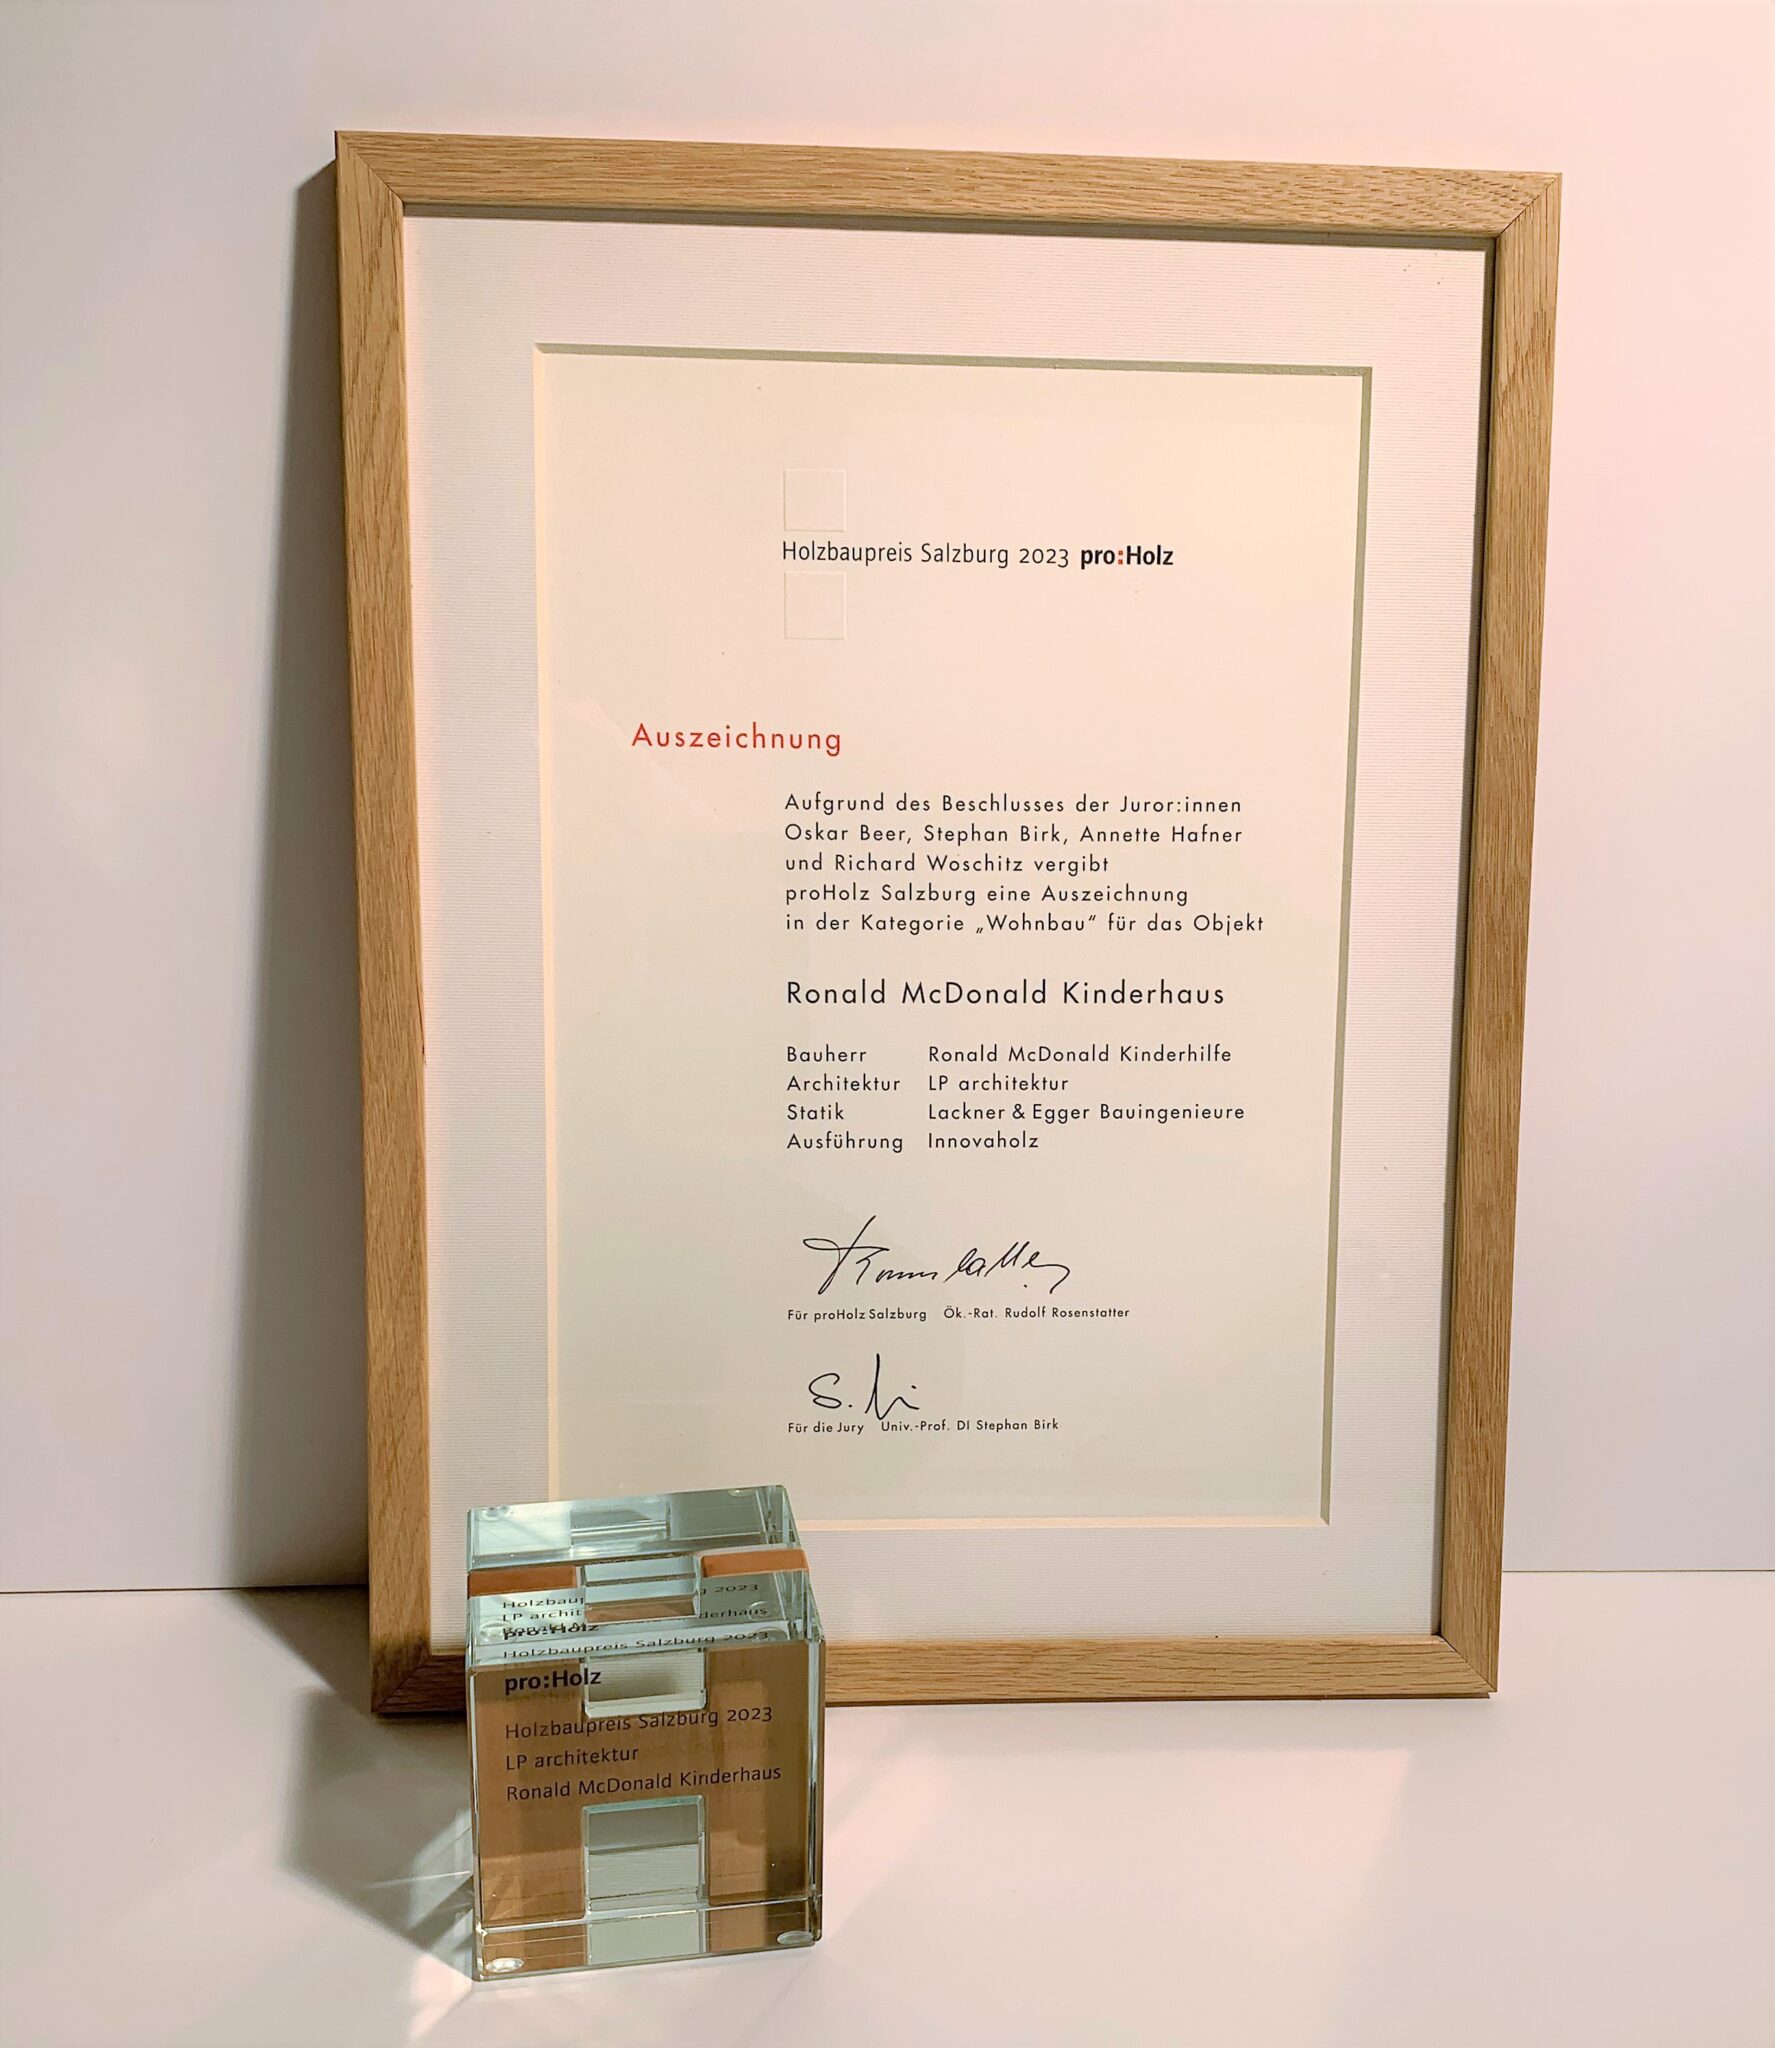 Holzbaupreis Salzburg 2023 pro:Holz
Auszeichnung
Aufgrund des Beschlusses der Juror:innen
Oskar Beer, Stephan Birk, Annette Hafner
und Richard Woschitz vergibt
proHolz Salzburg eine Auszeichnung
in der Kategorie „Wohnbau“ für das Objekt
Ronald McDonald Kinderhaus
Bauherr Ronald McDonald Kinderhilfe
Architektur LP architektur
Statik Lackner & Egger Bauingenieure
Ausführung Innovaholz
Für proHolz Salzburg Ök.-Rat. Rudolf Rosenstatter
Für die Jury Univ.-Prof. DI Stephan Birk
pro:Holz
Holzbaupreis Salzburg 2023
LP architektur
Ronald McDonald Kinderhaus